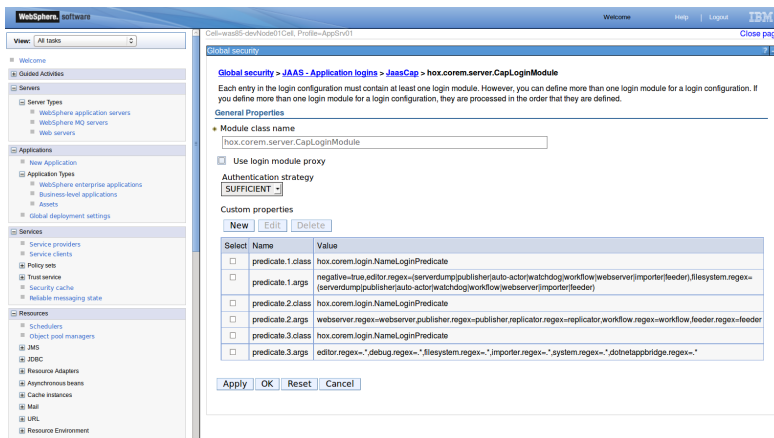 WebSphere. software
Welcome
Help | Logout
IBM
View: All tasks
Cell=was85-devNode01Cell, Profile=AppSrv01
Close pag
Welcome
Guided Activities
Servers
Server Types
WebSphere application servers
WebSphere MQ servers
Web servers
Applications
New Application
Application Types
WebSphere enterprise applications
Business-level applications
Assets
Global deployment settings
Services
Service providers
Service clients
Policy sets
Trust service
Security cache
Reliable messaging state
Resources
Schedulers
Object pool managers
JMS
JDBC
Resource Adapters
Asynchronous beans
Cache instances
Mail
URL
Resource Environment
Global security
? -
Global security > JAAS - Application logins > JaasCap > hox.corem.server.CapLoginModule
Each entry in the login configuration must contain at least one login module. However, you can define more than one login module for a login configuration. If
you define more than one login module for a login configuration, they are processed in the order that they are defined.
General Properties
* Module class name
hox.corem.server.CapLoginModule
Use login module proxy
Authentication strategy
SUFFICIENT
Custom properties
New Edit Delete
Select Name Value
predicate.1.class hox.corem.login.NameLoginPredicate
predicate.1.args negative=true,editor.regex=(serverdump|publisher|auto-actor|watchdog|workflow|webserver|importer|feeder),filesystem.regex=
(serverdump|publisher|auto-actor|watchdog|workflow|webserver|importer|feeder)
predicate.2.class hox.corem.login.NameLoginPredicate
predicate.2.args webserver.regex=webserver,publisher.regex=publisher,replicator.regex=replicator,workflow.regex=workflow,feeder.regex=feeder
predicate.3.class hox.corem.login.NameLoginPredicate
predicate.3.args editor.regex=.*,debug.regex=.*,filesystem.regex=.*,importer.regex=.*,system.regex=.*,dotnetappbridge.regex=.*
Apply OK Reset Cancel